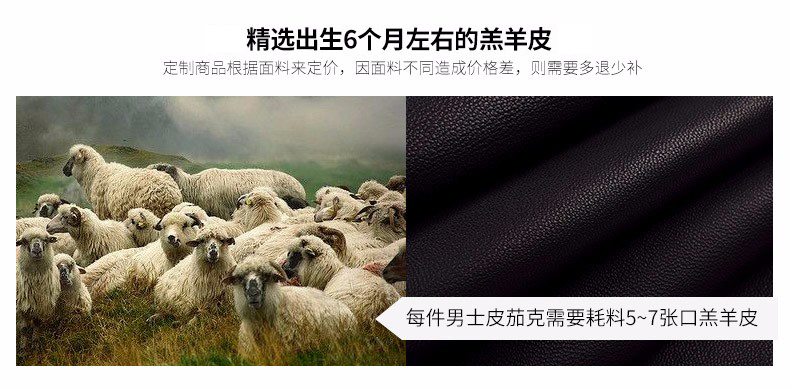 精选出生6个月左右的羔羊皮
定制商品根据面料来定价，因面料不同造成价格差，则需要多退少补
每件男士皮茄克需要耗料5~7张口羔羊皮